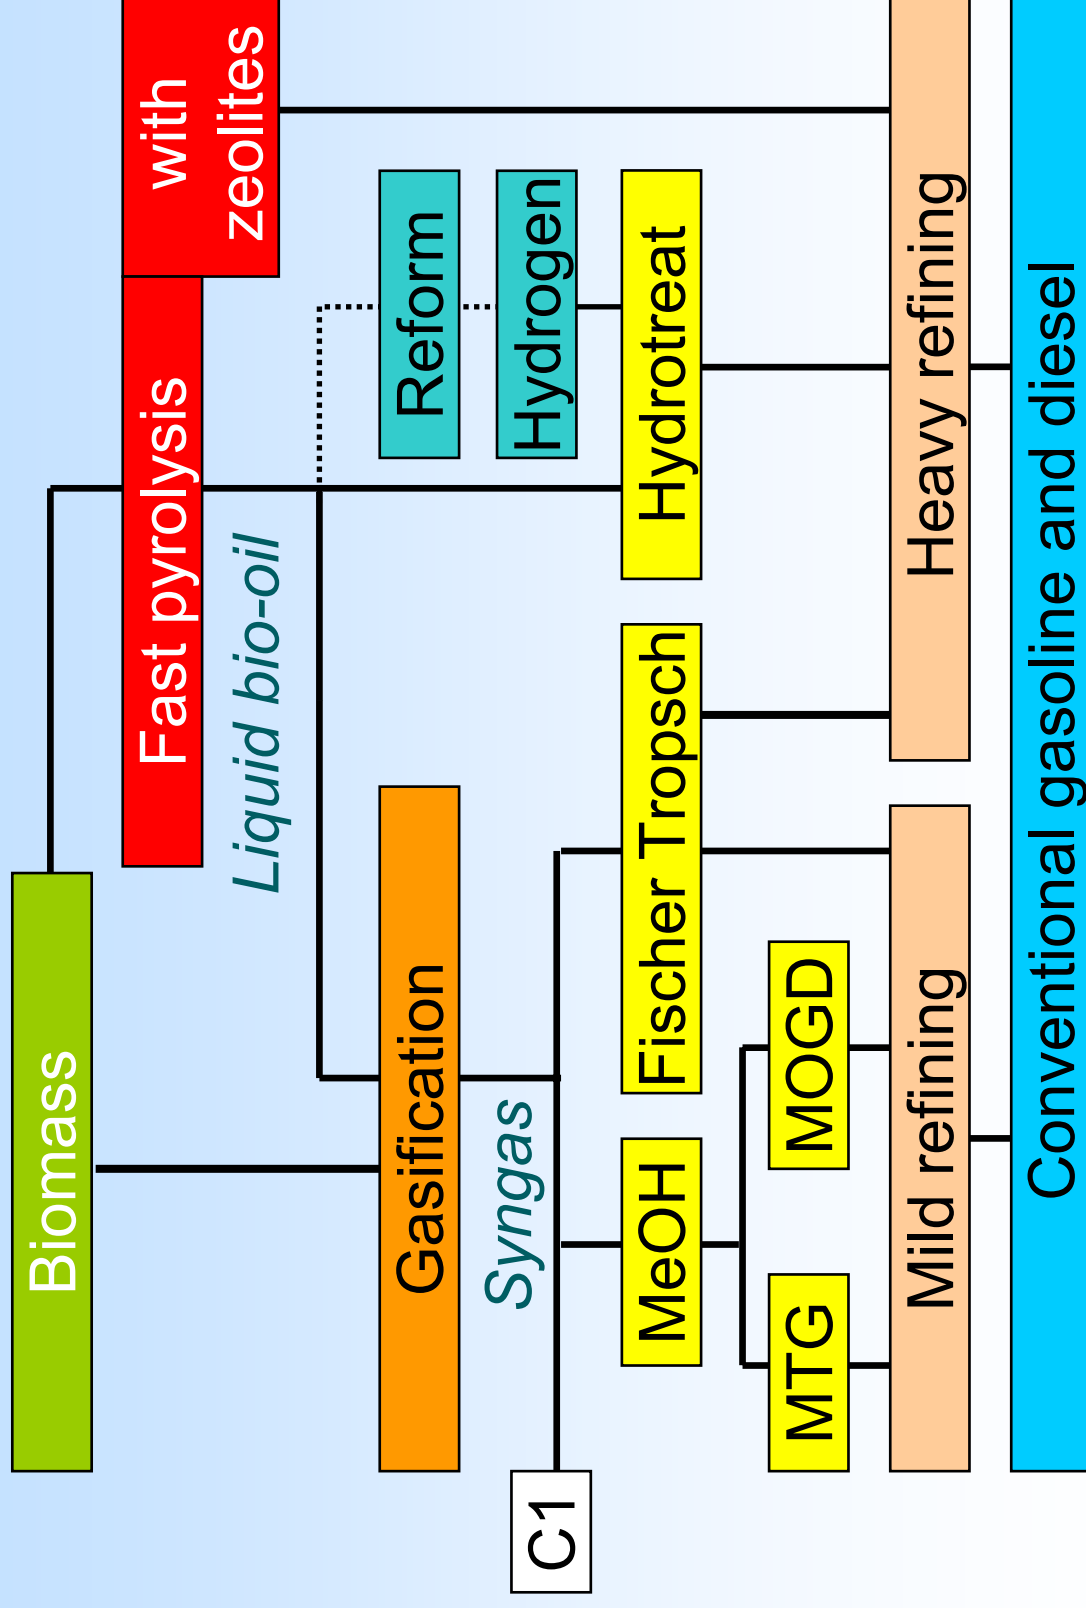 Biomass
Fast pyrolysis
with
zeolites
Liquid bio-oil
Gasification
Reform
Syngas
Hydrogen
C1
MeOH
Fischer Tropsch
Hydrotreat
MTG
MOGD
Mild refining
Heavy refining
Conventional gasoline and diesel